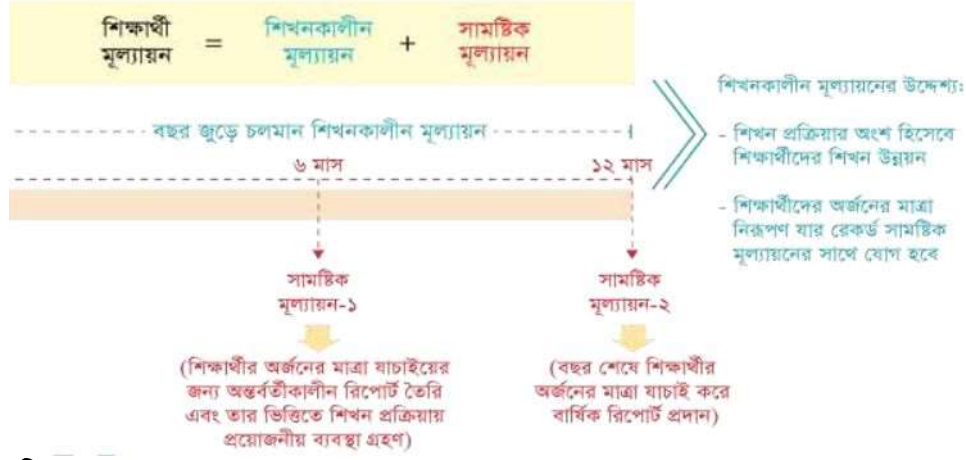 শিক্ষার্থী মূল্যায়ন = শিখনকালীন মূল্যায়ন + সামষ্টিক মূল্যায়ন
বছর জুড়ে চলমান শিখনকালীন মূল্যায়ন
৬ মাস
১২ মাস
শিখনকালীন মূল্যায়নের উদ্দেশ্য:
- শিখন প্রক্রিয়ার অংশ হিসেবে
শিক্ষার্থীদের শিখন উন্নয়ন
- শিক্ষার্থীদের অর্জনের মাত্রা
নিরূপণ যার রেকর্ড সামষ্টিক
মূল্যায়নের সাথে যোগ হবে
সামষ্টিক
মূল্যায়ন-১
(শিক্ষার্থীর অর্জনের মাত্রা যাচাইয়ের
জন্য অন্তর্বর্তীকালীন রিপোর্ট তৈরি
এবং তার ভিত্তিতে শিখন প্রক্রিয়ায়
প্রয়োজনীয় ব্যবস্থা গ্রহণ)
সামষ্টিক
মূল্যায়ন-২
(বছর শেষে শিক্ষার্থীর
অর্জনের মাত্রা যাচাই করে
বার্ষিক রিপোর্ট প্রদান)